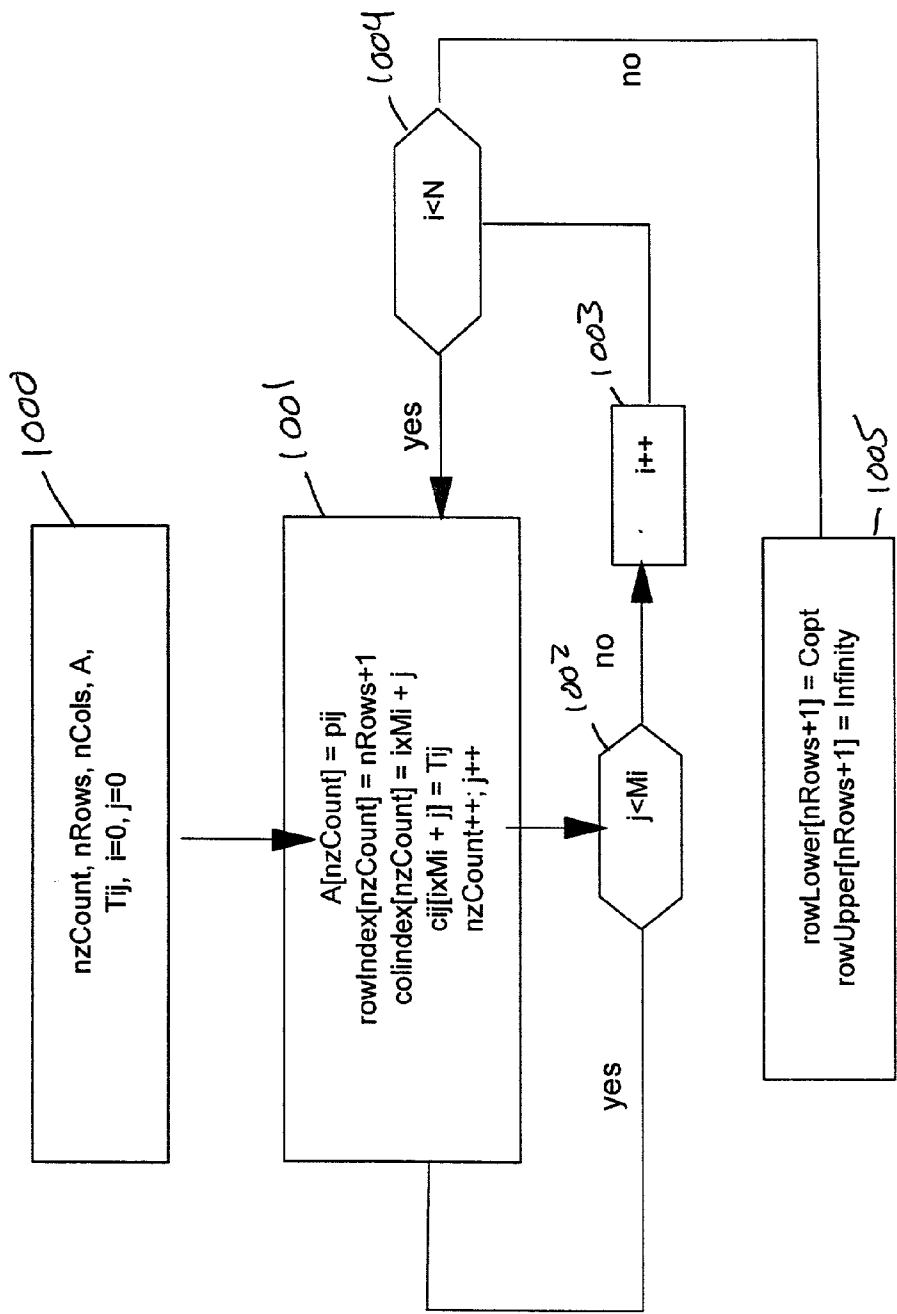 1000
nzCount, nRows, nCols, A,
Tij, i=0, j=0
1001
A[nzCount] = pij
rowIndex[nzCount] = nRows+1
colIndex[nzCount] = ixMi + j
cij[ixMi + j] = Tij
nzCount++; j++
yes
1004
i<N
no
1002
j<Mi
yes
no
1003
i++
1005
rowLower[nRows+1] = Copt
rowUpper[nRows+1] = Infinity